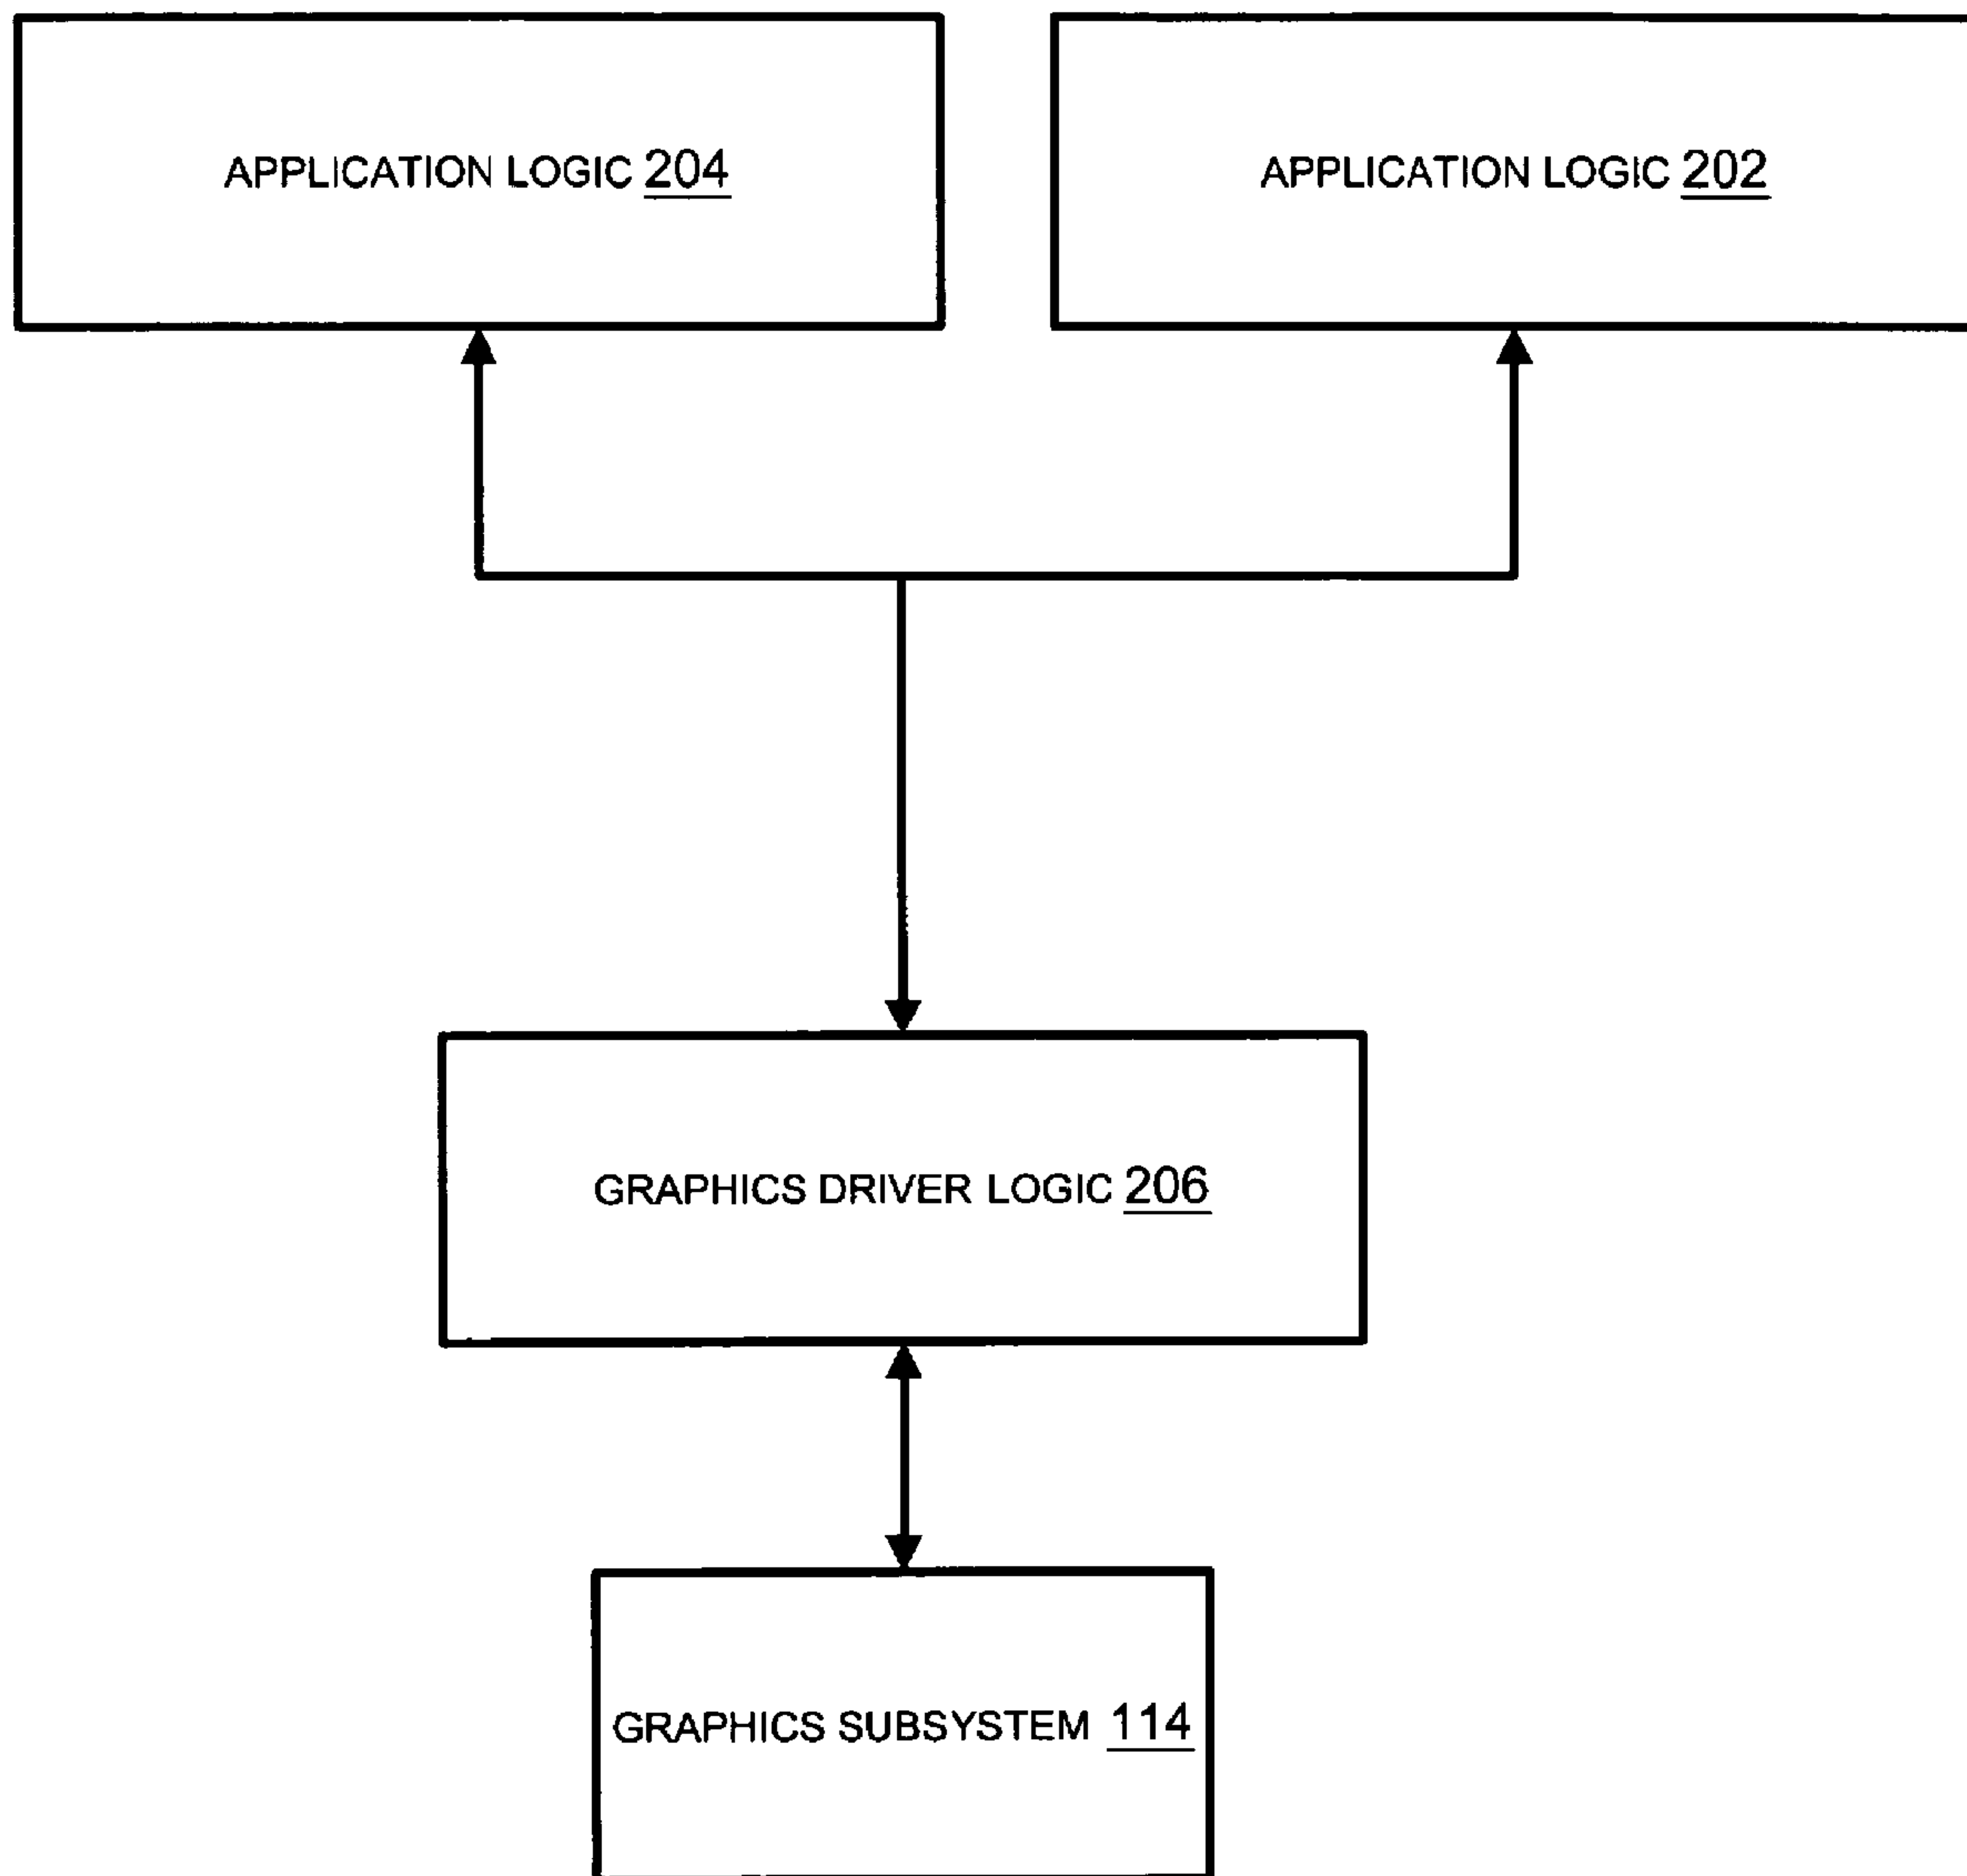 APPLICATION LOGIC 204
APPLICATION LOGIC 202
GRAPHICS DRIVER LOGIC 206
GRAPHICS SUBSYSTEM 114